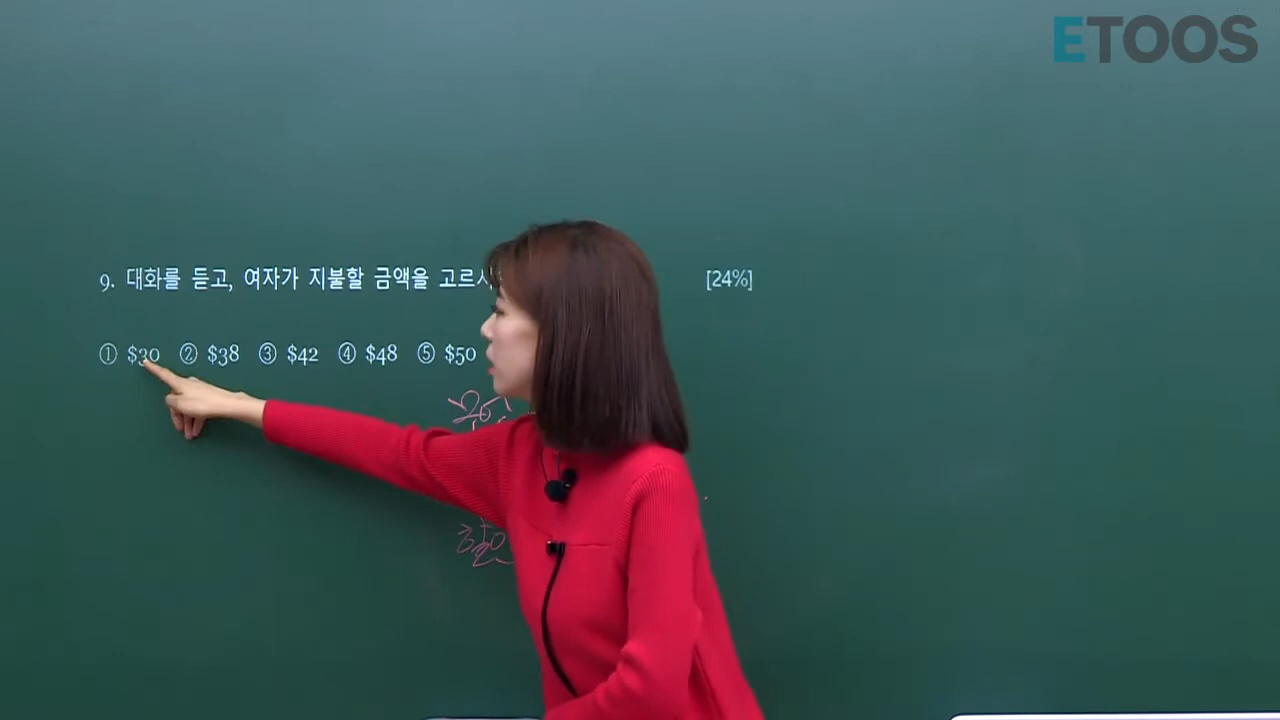 ETOOS
9. 대화를 듣고, 여자가 지불할 금액을 고르시 [24%]
① $30 ② $38 ③ $42 ④ $48 ⑤ $50